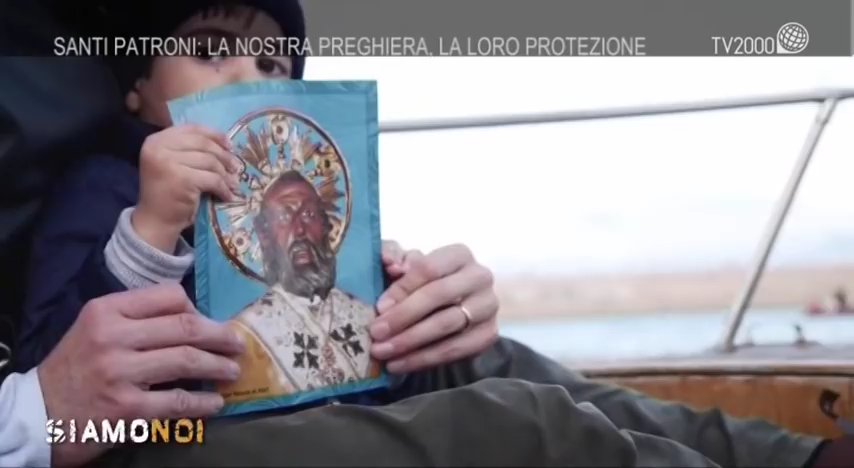 SANTI PATRONI: LA NOSTRA PREGHIERA, LA LORO PROTEZIONE
TV2000
SIAMONOI